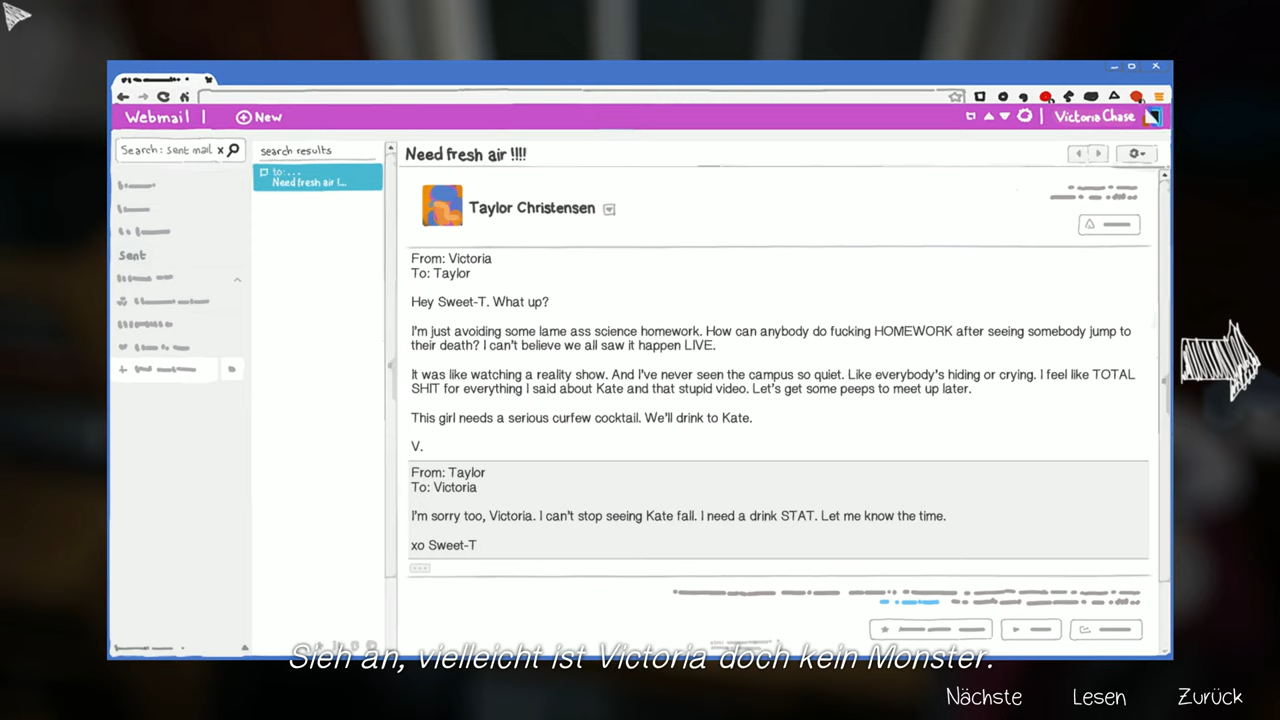 Webmail | + New
Victoria Chase
Search: sent mail x
search results
Need fresh air !!!!
to: ...
Need fresh air !...
Taylor Christensen
Sent
From: Victoria
To: Taylor
Hey Sweet-T. What up?
I'm just avoiding some lame ass science homework. How can anybody do fucking HOMEWORK after seeing somebody jump to
their death? I can't believe we all saw it happen LIVE.
It was like watching a reality show. And I've never seen the campus so quiet. Like everybody's hiding or crying. I feel like TOTAL
SHIT for everything I said about Kate and that stupid video. Let's get some peeps to meet up later.
This girl needs a serious curfew cocktail. We'll drink to Kate.
V.
From: Taylor
To: Victoria
I'm sorry too, Victoria. I can't stop seeing Kate fall. I need a drink STAT. Let me know the time.
xo Sweet-T
Sieh an, vielleicht ist Victoria doch kein Monster.
Nächste Lesen Zurück